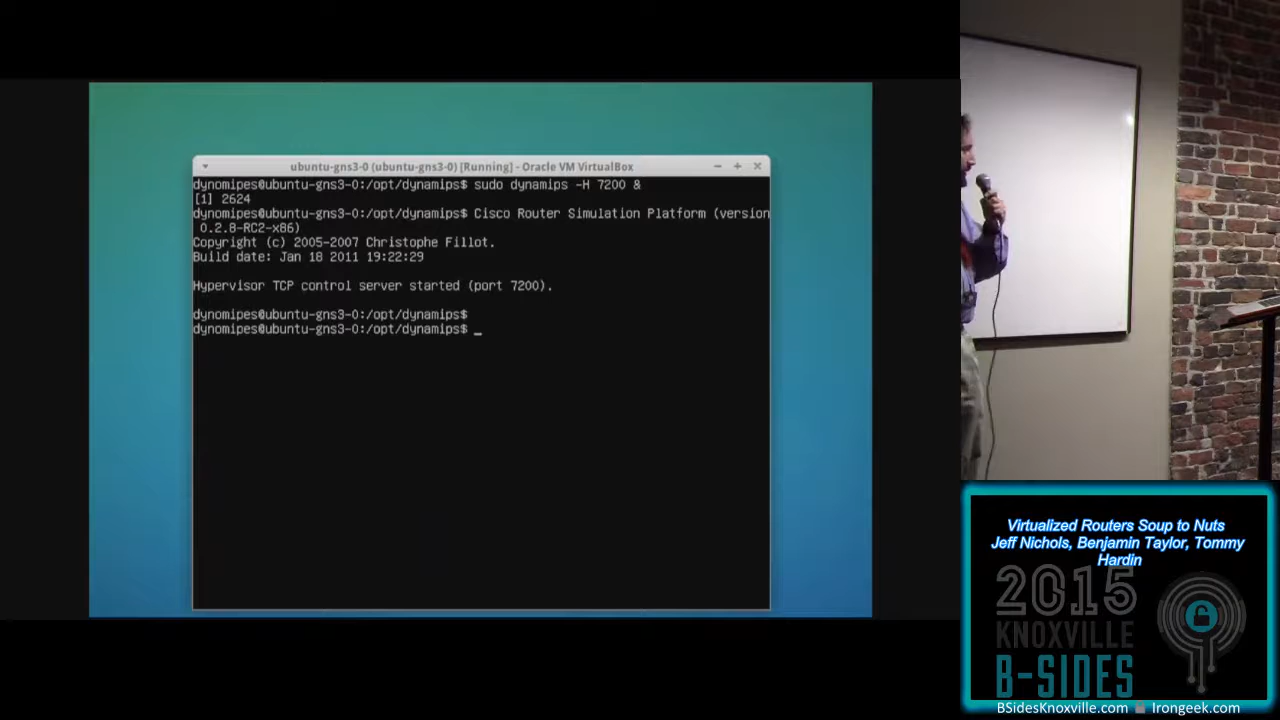 ubuntu-gns3-0 (ubuntu-gns3-0) [Running] - Oracle VM VirtualBox
dynomipes@ubuntu-gns3-0:/opt/dynamips$ sudo dynamips -H 7200 &
[1] 2624
dynomipes@ubuntu-gns3-0:/opt/dynamips$ Cisco Router Simulation Platform (version
0.2.8-RC2-x86)
Copyright (c) 2005-2007 Christophe Fillot.
Build date: Jan 18 2011 19:22:29
Hypervisor TCP control server started (port 7200).
dynomipes@ubuntu-gns3-0:/opt/dynamips$
dynomipes@ubuntu-gns3-0:/opt/dynamips$ _
Virtualized Routers Soup to Nuts
Jeff Nichols, Benjamin Taylor, Tommy
Hardin
2015
KNOXVILLE
B-SIDES
BSidesKnoxville.com
Irongeek.com